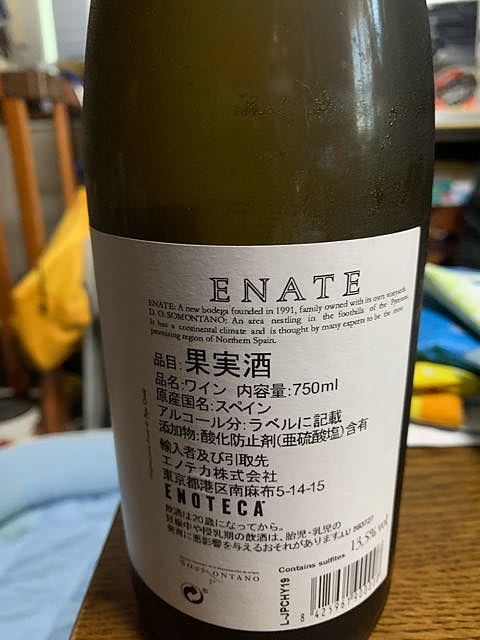 ENATE
ENATE: A new bodega founded in 1991, family owned with its own vineyards.
D. O. SOMONTANO: An area nestling in the foothills of the Pyrenees.
It has a continental climate and is thought by many experts to be the most
promising region of Northern Spain.
品目:果実酒
品名:ワイン 内容量:750ml
原産国名:スペイン
アルコール分:ラベルに記載
添加物:酸化防止剤(亜硫酸塩)含有
輸入者及び引取先
エノテカ株式会社
東京都港区南麻布5-14-15
ENOTECA
飲酒は20歳になってから。
妊娠中や授乳期の飲酒は、胎児・乳児の
発育に悪影響を与えるおそれがあります。LU
13.5% vol
Contains sulfites
SOMONTANO
L-JPCHY19